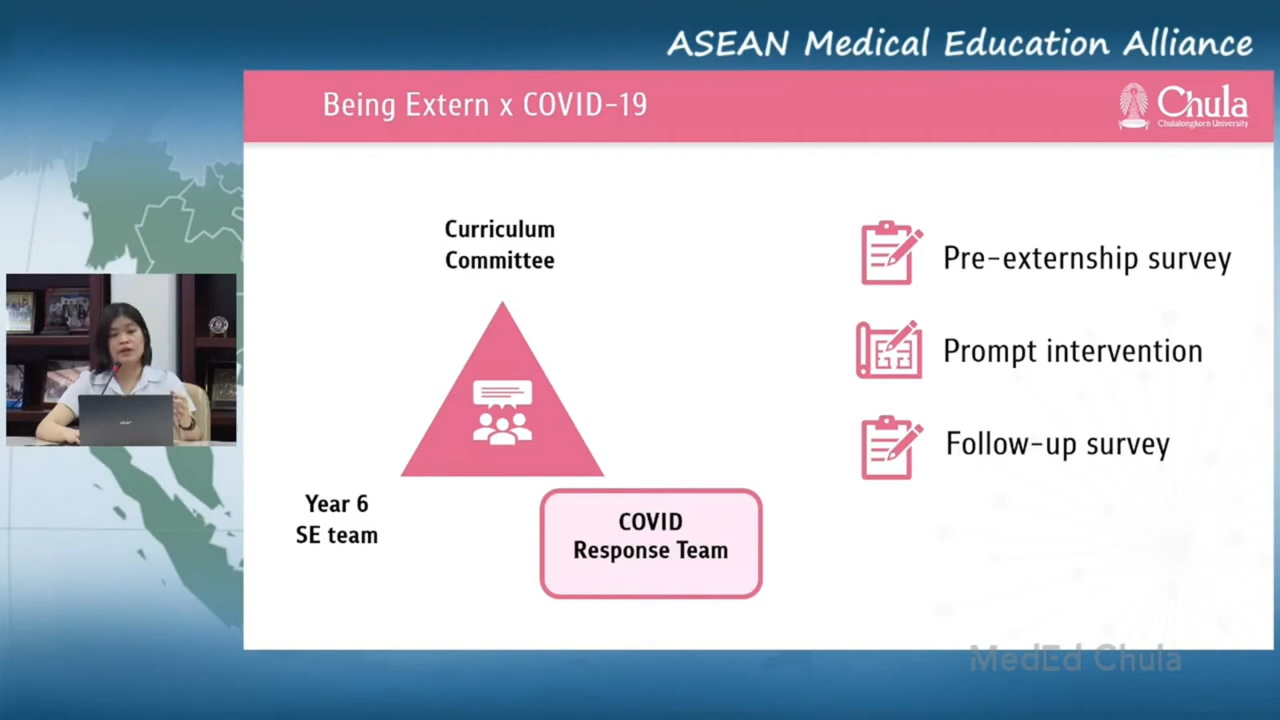 ASEAN Medical Education Alliance
Being Extern x COVID-19
Chula
Chulalongkorn University
Curriculum
Committee
Year 6
SE team
COVID
Response Team
Pre-externship survey
Prompt intervention
Follow-up survey
acer
MedEd Chula